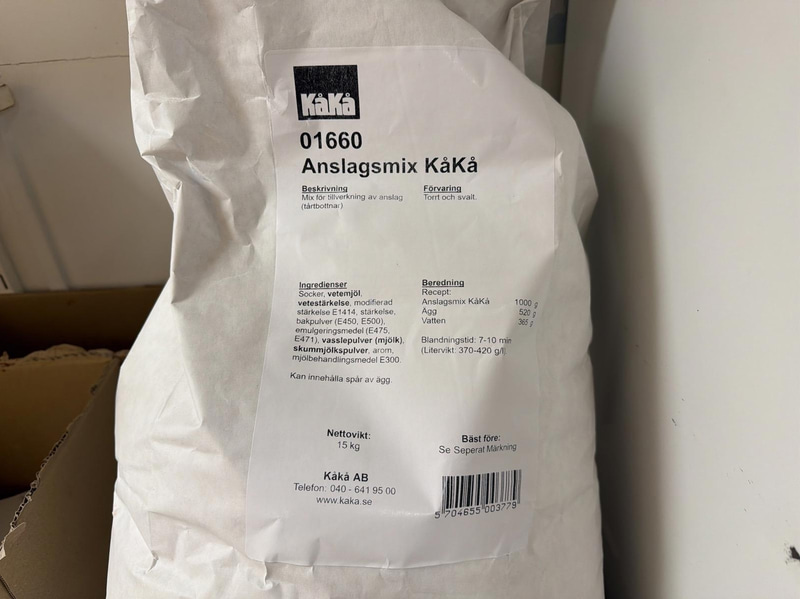 KåKå
01660
Anslagsmix KåKå
Beskrivning
Mix för tillverkning av anslag
(tårtbottnar)
Förvaring
Torrt och svalt.
Ingredienser
Socker, vetemjöl,
vetestärkelse, modifierad
stärkelse E1414, stärkelse,
bakpulver (E450, E500),
emulgeringsmedel (E475,
E471), vasslepulver (mjölk),
skummjölkspulver, arom,
mjölbehandlingsmedel E300.
Kan innehålla spår av ägg.
Beredning
Recept:
Anslagsmix KåKå 1000 g
Ägg 520 g
Vatten 365 g
Blandningstid: 7-10 min
(Litervikt: 370-420 g/l)
Nettovikt:
15 kg
Bäst före:
Se Seperat Märkning
Kåkå AB
Telefon: 040 - 641 95 00
www.kaka.se
5 704655 003779